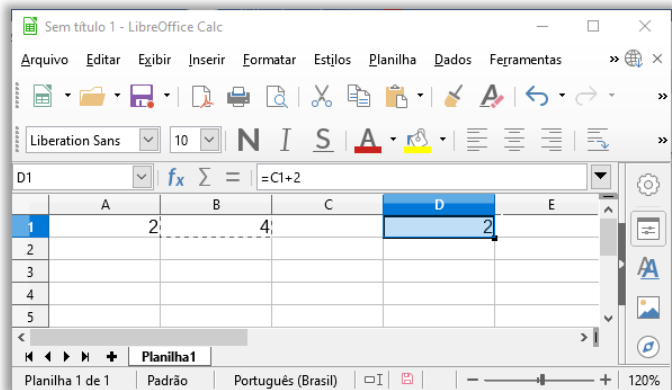 Sem título 1 - LibreOffice Calc
Arquivo Editar Exibir Inserir Formatar Estilos Planilha Dados Ferramentas »
»
Liberation Sans 10 N I S A »
D1 fx Σ = =C1+2
A B C D E
1 2 4 2
2
3
4
5
Planilha1
Planilha 1 de 1 Padrão Português (Brasil) 120%